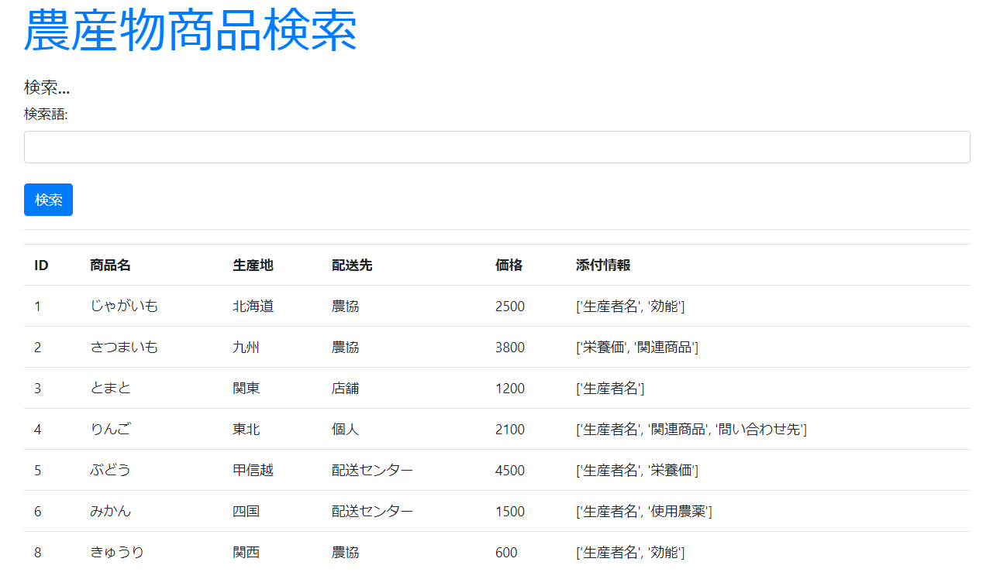 農産物商品検索
検索...
検索語:
検索
ID 商品名 生産地 配送先 価格 添付情報
1 じゃがいも 北海道 農協 2500 ['生産者名', '効能']
2 さつまいも 九州 農協 3800 ['栄養価', '関連商品']
3 とまと 関東 店舗 1200 ['生産者名']
4 りんご 東北 個人 2100 ['生産者名', '関連商品', '問い合わせ先']
5 ぶどう 甲信越 配送センター 4500 ['生産者名', '栄養価']
6 みかん 四国 配送センター 1500 ['生産者名', '使用農薬']
8 きゅうり 関西 農協 600 ['生産者名', '効能']